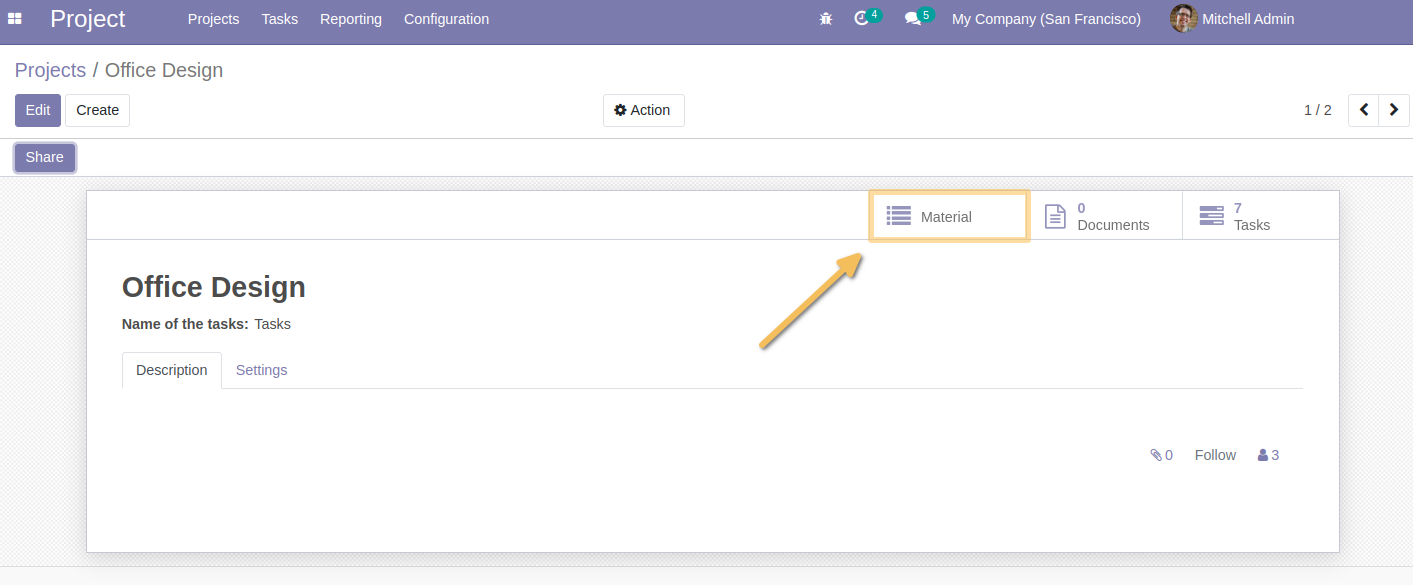 Project Projects Tasks Reporting Configuration 4 5 My Company (San Francisco) Mitchell Admin
Projects / Office Design
Edit Create Action 1 / 2
Share
Material 0 Documents 7 Tasks
Office Design
Name of the tasks: Tasks
Description Settings
0 Follow 3